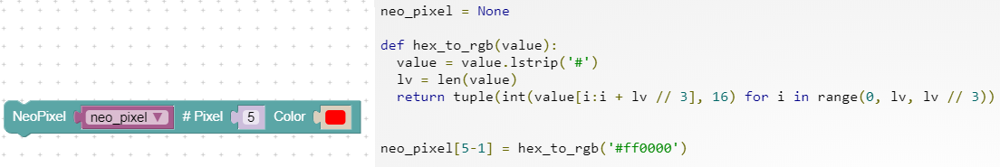 NeoPixel neo_pixel ▼ # Pixel 5 Color
neo_pixel = None
def hex_to_rgb(value):
  value = value.lstrip('#')
  lv = len(value)
  return tuple(int(value[i:i + lv // 3], 16) for i in range(0, lv, lv // 3))
neo_pixel[5-1] = hex_to_rgb('#ff0000')